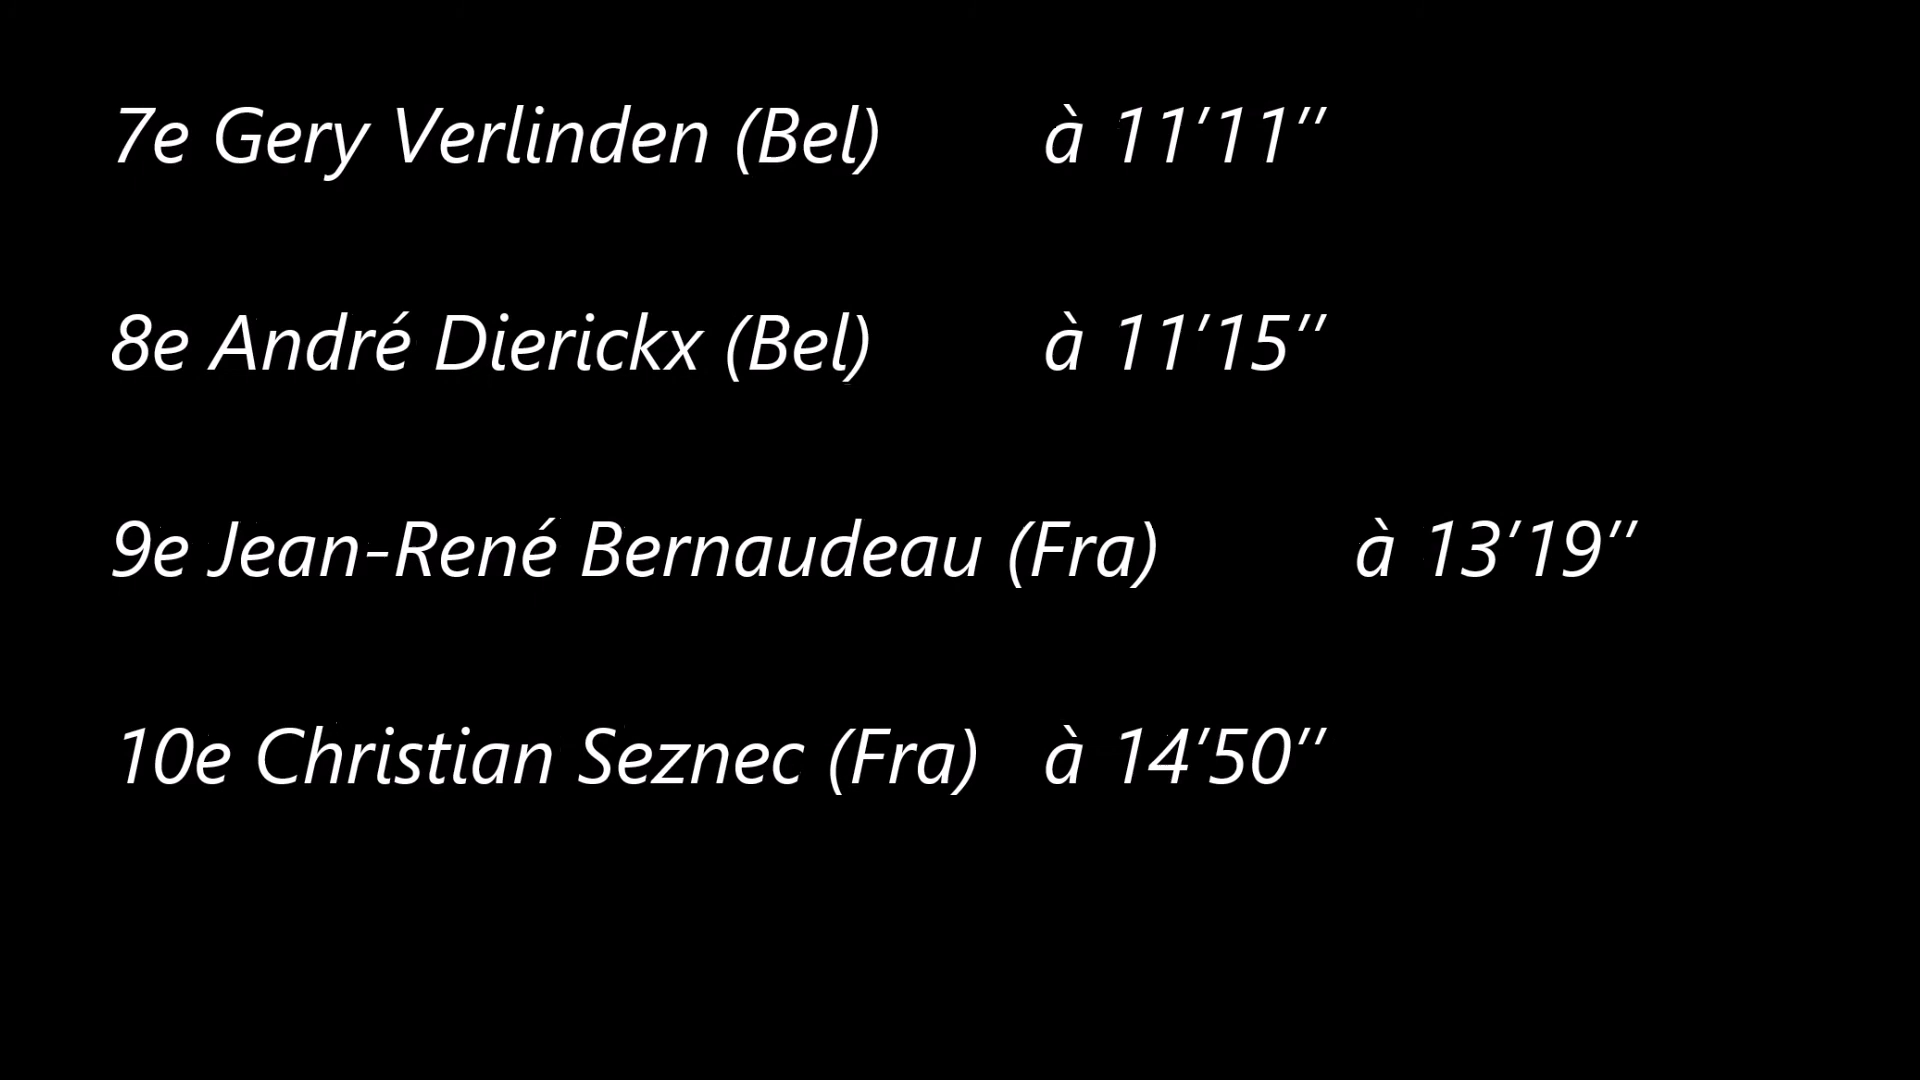 7e Gery Verlinden (Bel) à 11’11’’
8e André Dierickx (Bel) à 11’15’’
9e Jean-René Bernaudeau (Fra) à 13’19’’
10e Christian Seznec (Fra) à 14’50’’